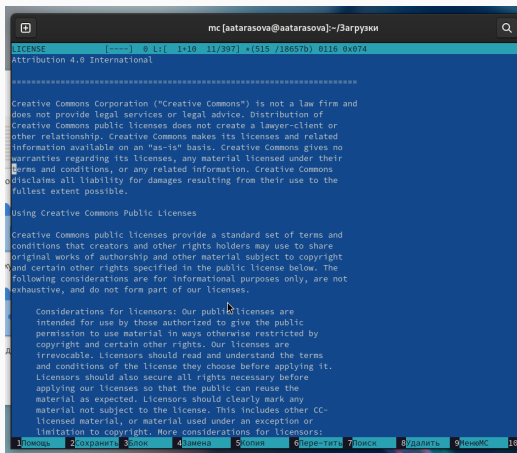 mc [aatarasova@aatarasova]:~/Загрузки
LICENSE [----] 0 L:[ 1+10 11/397] *(515 /18657b) 0116 0x074
Attribution 4.0 International
=======================================================================
Creative Commons Corporation ("Creative Commons") is not a law firm and
does not provide legal services or legal advice. Distribution of
Creative Commons public licenses does not create a lawyer-client or
other relationship. Creative Commons makes its licenses and related
information available on an "as-is" basis. Creative Commons gives no
warranties regarding its licenses, any material licensed under their
terms and conditions, or any related information. Creative Commons
disclaims all liability for damages resulting from their use to the
fullest extent possible.
Using Creative Commons Public Licenses
Creative Commons public licenses provide a standard set of terms and
conditions that creators and other rights holders may use to share
original works of authorship and other material subject to copyright
and certain other rights specified in the public license below. The
following considerations are for informational purposes only, are not
exhaustive, and do not form part of our licenses.
Considerations for licensors: Our public licenses are
intended for use by those authorized to give the public
permission to use material in ways otherwise restricted by
copyright and certain other rights. Our licenses are
irrevocable. Licensors should read and understand the terms
and conditions of the license they choose before applying it.
Licensors should also secure all rights necessary before
applying our licenses so that the public can reuse the
material as expected. Licensors should clearly mark any
material not subject to the license. This includes other CC-
licensed material, or material used under an exception or
limitation to copyright. More considerations for licensors:
1Помощь 2Сохранить 3Блок 4Замена 5Копия 6Пере~тить 7Поиск 8Удалить 9МенюMC 10